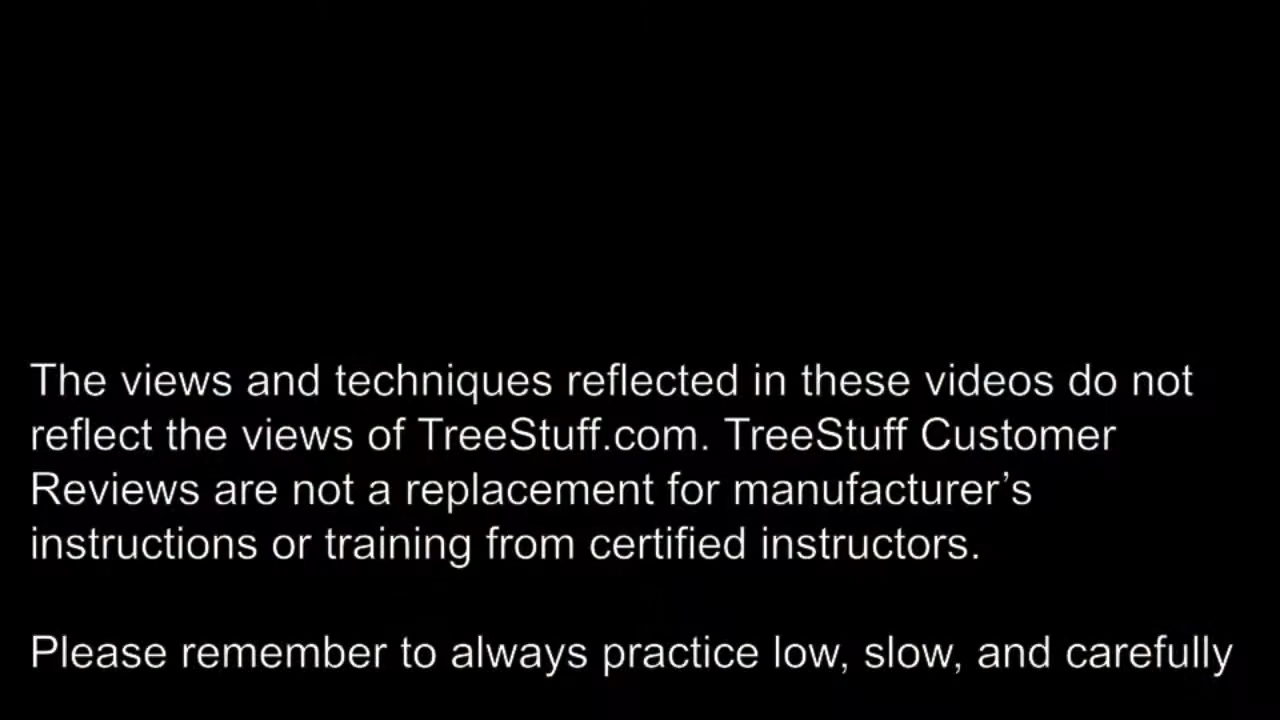 The views and techniques reflected in these videos do not
reflect the views of TreeStuff.com. TreeStuff Customer
Reviews are not a replacement for manufacturer’s
instructions or training from certified instructors.
Please remember to always practice low, slow, and carefully